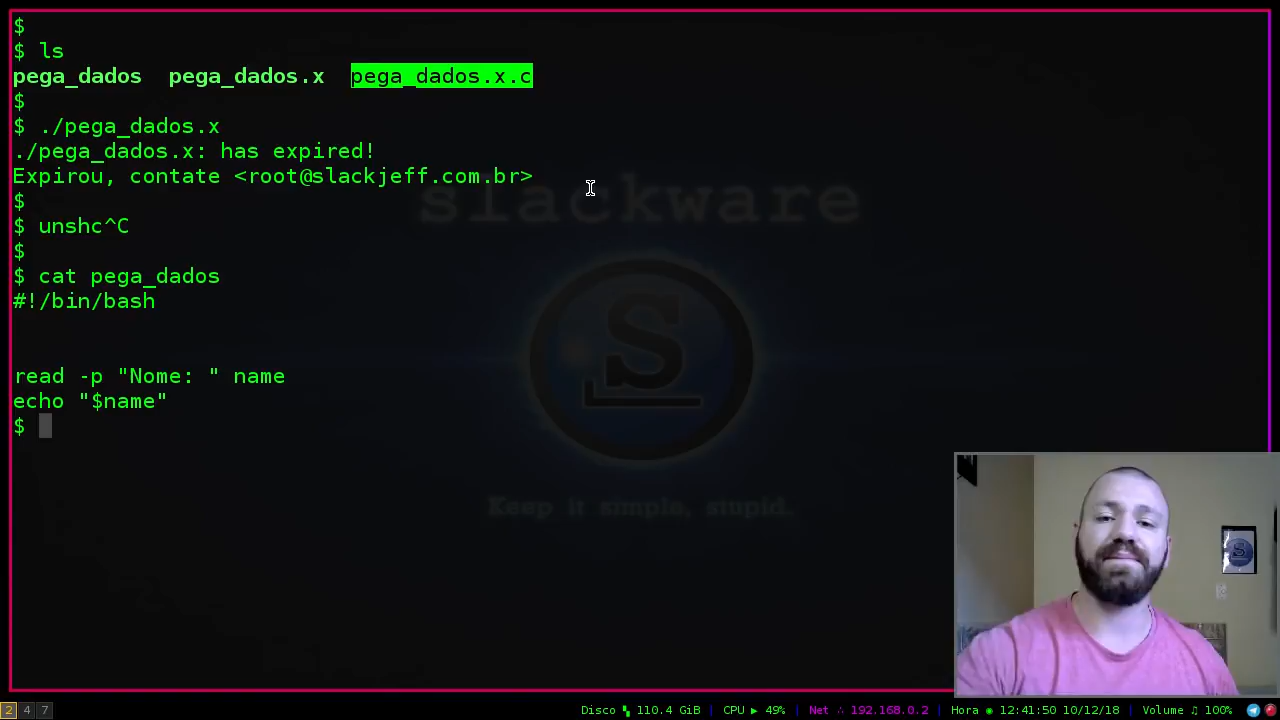 $
$ ls
pega_dados  pega_dados.x  pega_dados.x.c
$
$ ./pega_dados.x
./pega_dados.x: has expired!
Expirou, contate <root@slackjeff.com.br>
$
$ unshc^C
$
$ cat pega_dados
#!/bin/bash
read -p "Nome: " name
echo "$name"
$
slackware
S
Keep it simple, stupid.
S
2 4 7
Disco 110.4 GiB | CPU ▶ 49% | Net ∴ 192.168.0.2 | Hora ◉ 12:41:50 10/12/18 | Volume ♫ 100%